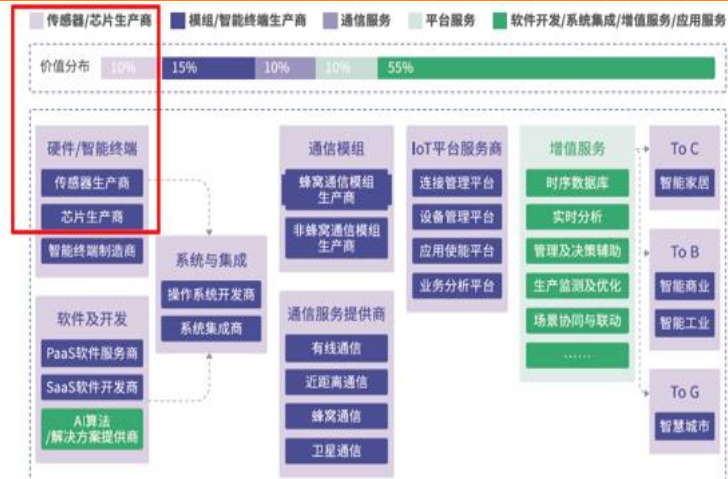 传感器/芯片生产商 模组/智能终端生产商 通信服务 平台服务 软件开发/系统集成/增值服务/应用服务
价值分布 10% 15% 10% 10% 55%
硬件/智能终端
传感器生产商
芯片生产商
智能终端制造商
软件及开发
PaaS软件服务商
SaaS软件开发商
AI算法
/解决方案提供商
系统与集成
操作系统开发商
系统集成商
通信模组
蜂窝通信模组
生产商
非蜂窝通信模组
生产商
通信服务提供商
有线通信
近距离通信
蜂窝通信
卫星通信
IoT平台服务商
连接管理平台
设备管理平台
应用使能平台
业务分析平台
增值服务
时序数据库
实时分析
管理及决策辅助
生产监测及优化
场景协同与联动
……
To C
智能家居
To B
智能商业
智能工业
To G
智慧城市